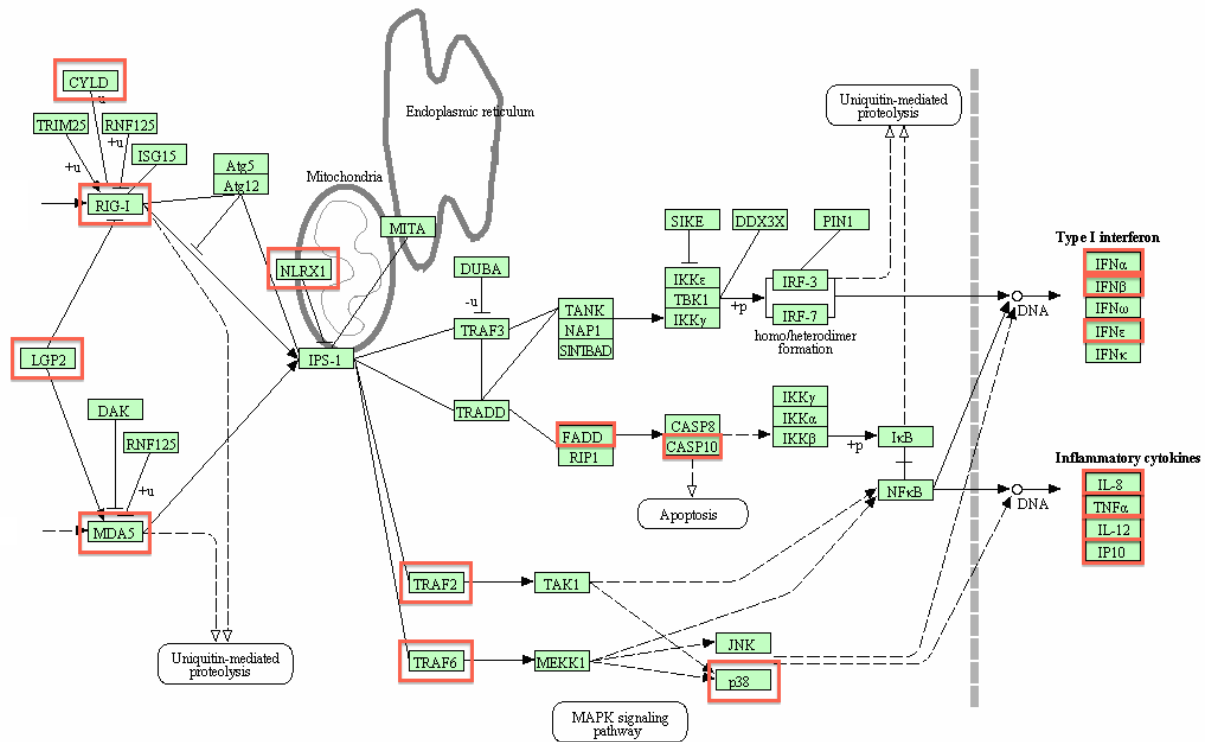 CYLD
-u
TRIM25
RNF125
+u
+u
ISG15
RIG-I
Atg5
Atg12
Endoplasmic reticulum
Mitochondria
MITA
NLRX1
IPS-1
LGP2
DAK
RNF125
+u
MDA5
Uniquitin-mediated
proteolysis
DUBA
-u
TRAF3
TRADD
TANK
NAP1
SINTBAD
FADD
RIP1
SIKE
DDX3X
PIN1
IKKε
TBK1
IKKγ
+p
IRF-3
IRF-7
homo/heterodimer
formation
Uniquitin-mediated
proteolysis
CASP8
CASP10
Apoptosis
IKKγ
IKKα
IKKβ
+p
IκB
NFκB
TRAF2
TAK1
TRAF6
MEKK1
JNK
p38
MAPK signaling
pathway
DNA
DNA
Type I interferon
IFNα
IFNβ
IFNω
IFNε
IFNκ
Inflammatory cytokines
IL-8
TNFα
IL-12
IP10